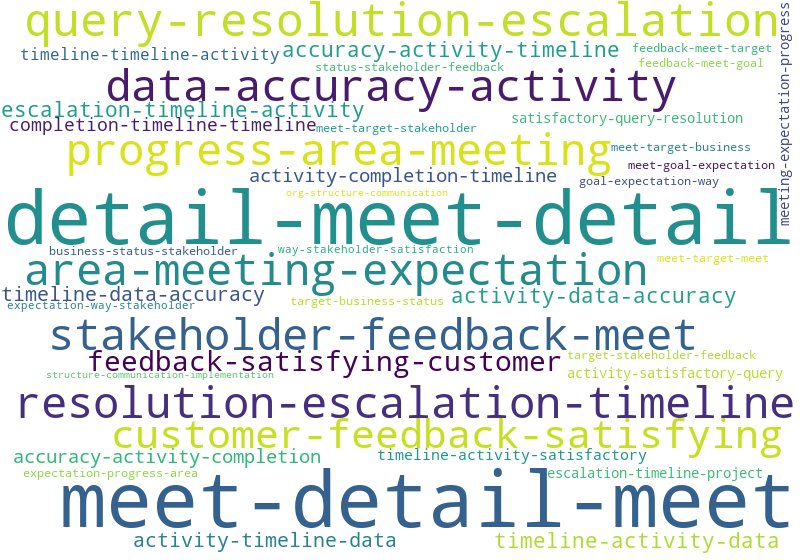 query-resolution-escalation
meeting-expectation-progress
timeline-timeline-activity
accuracy-activity-timeline
feedback-meet-target
status-stakeholder-feedback
feedback-meet-goal
data-accuracy-activity
escalation-timeline-activity
satisfactory-query-resolution
completion-timeline-timeline
meet-target-stakeholder
progress-area-meeting
meet-target-business
activity-completion-timeline
meet-goal-expectation
goal-expectation-way
org-structure-communication
detail-meet-detail
business-status-stakeholder
way-stakeholder-satisfaction
meet-target-meet
area-meeting-expectation
timeline-data-accuracy
target-business-status
activity-data-accuracy
expectation-way-stakeholder
stakeholder-feedback-meet
feedback-satisfying-customer
target-stakeholder-feedback
structure-communication-implementation
activity-satisfactory-query
resolution-escalation-timeline
customer-feedback-satisfying
accuracy-activity-completion
timeline-activity-satisfactory
expectation-progress-area
escalation-timeline-project
meet-detail-meet
activity-timeline-data
timeline-activity-data